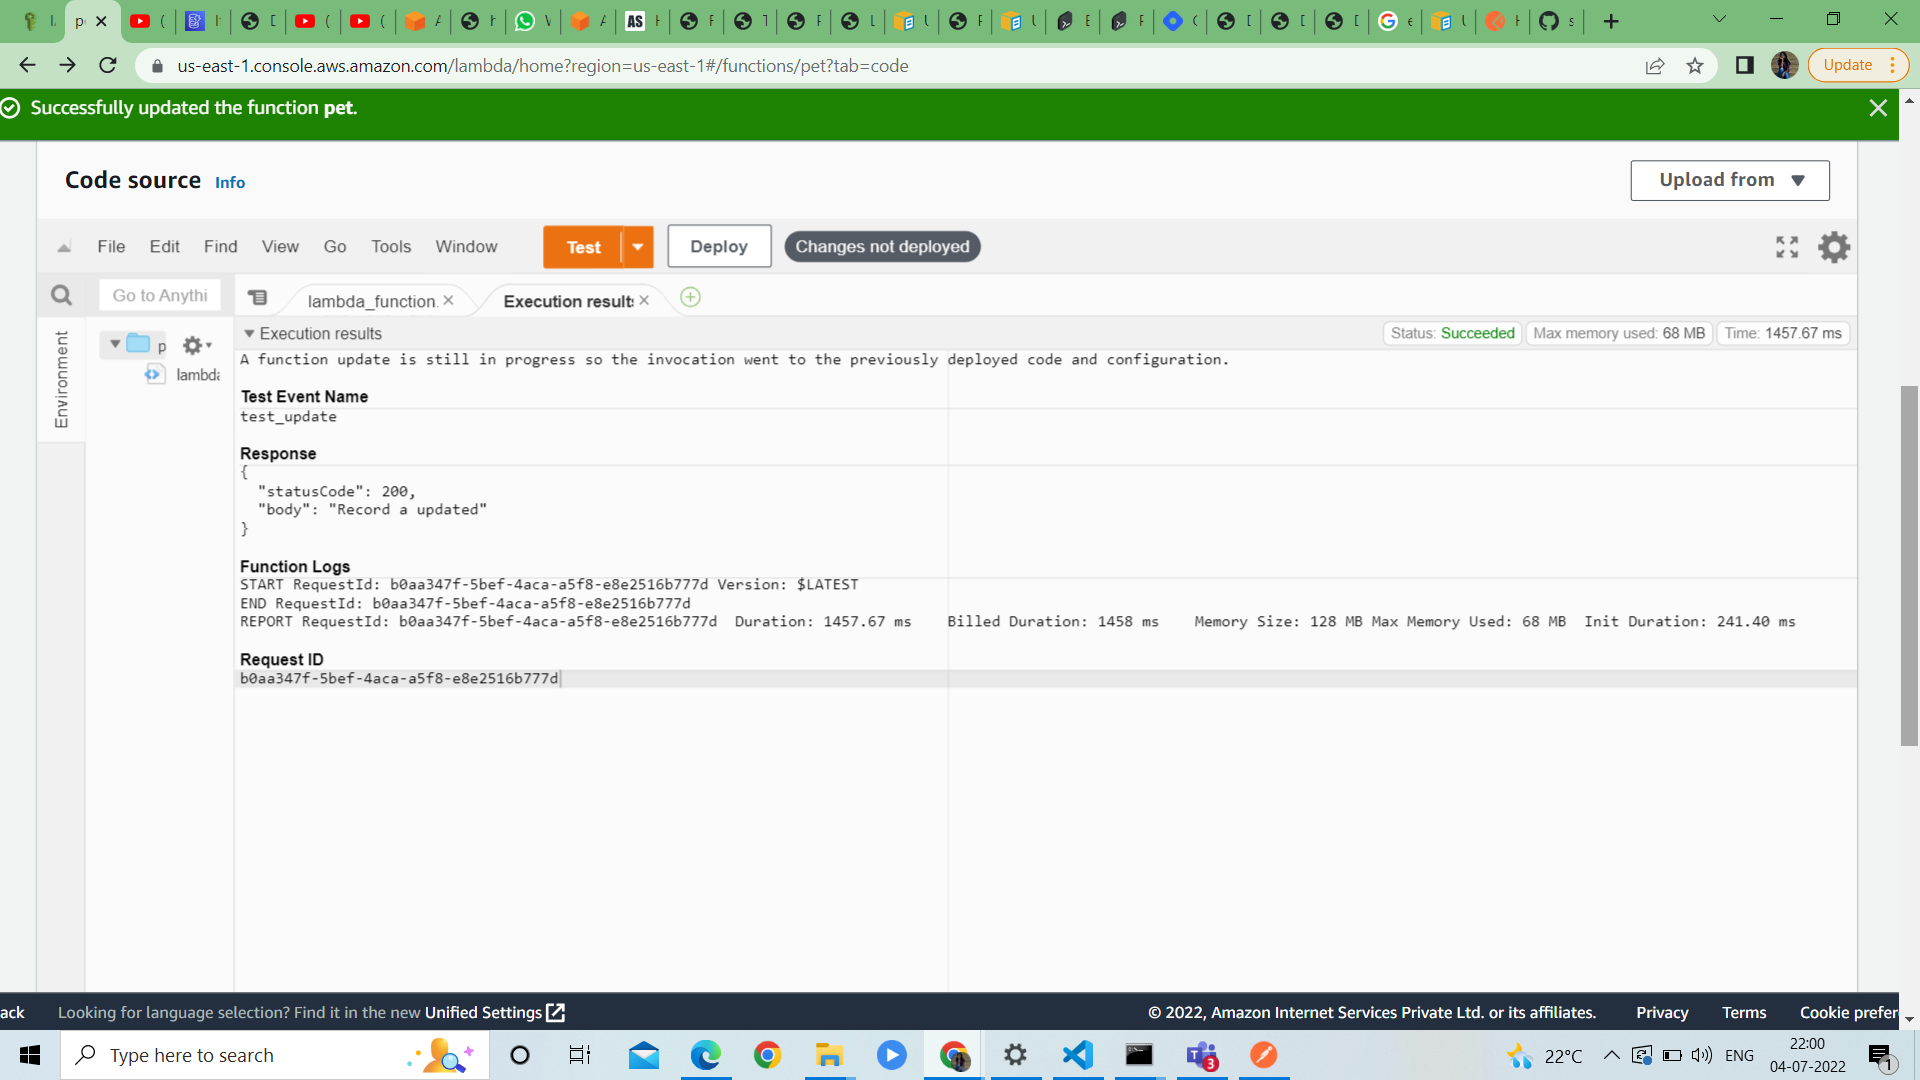 us-east-1.console.aws.amazon.com/lambda/home?region=us-east-1#/functions/pet?tab=code
Update
Successfully updated the function pet.
Code source Info
Upload from
File Edit Find View Go Tools Window Test Deploy Changes not deployed
Go to Anythi
lambda_function.
Execution results
Environment
p
lambda
Execution results
Status: Succeeded Max memory used: 68 MB Time: 1457.67 ms
A function update is still in progress so the invocation went to the previously deployed code and configuration.
Test Event Name
test_update
Response
{
"statusCode": 200,
"body": "Record a updated"
}
Function Logs
START RequestId: b0aa347f-5bef-4aca-a5f8-e8e2516b777d Version: $LATEST
END RequestId: b0aa347f-5bef-4aca-a5f8-e8e2516b777d
REPORT RequestId: b0aa347f-5bef-4aca-a5f8-e8e2516b777d Duration: 1457.67 ms Billed Duration: 1458 ms Memory Size: 128 MB Max Memory Used: 68 MB Init Duration: 241.40 ms
Request ID
b0aa347f-5bef-4aca-a5f8-e8e2516b777d
ack Looking for language selection? Find it in the new Unified Settings
© 2022, Amazon Internet Services Private Ltd. or its affiliates. Privacy Terms Cookie prefer
Type here to search
3
22°C
ENG
22:00
04-07-2022
1